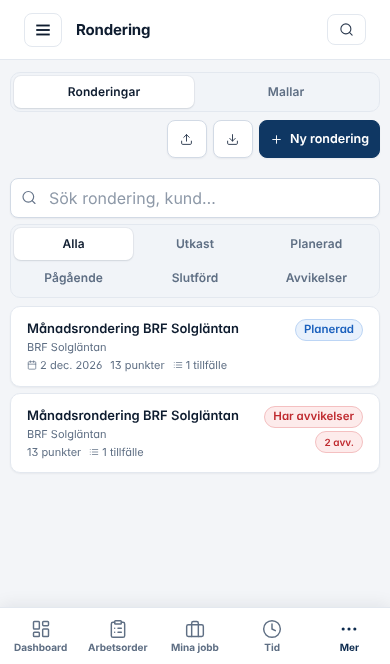 Rondering
Ronderingar Mallar
Ny rondering
Sök rondering, kund...
Alla Utkast Planerad
Pågående Slutförd Avvikelser
Månadsrondering BRF Solgläntan Planerad
BRF Solgläntan
2 dec. 2026 13 punkter 1 tillfälle
Månadsrondering BRF Solgläntan Har avvikelser
BRF Solgläntan 2 avv.
13 punkter 1 tillfälle
Dashboard Arbetsorder Mina jobb Tid Mer